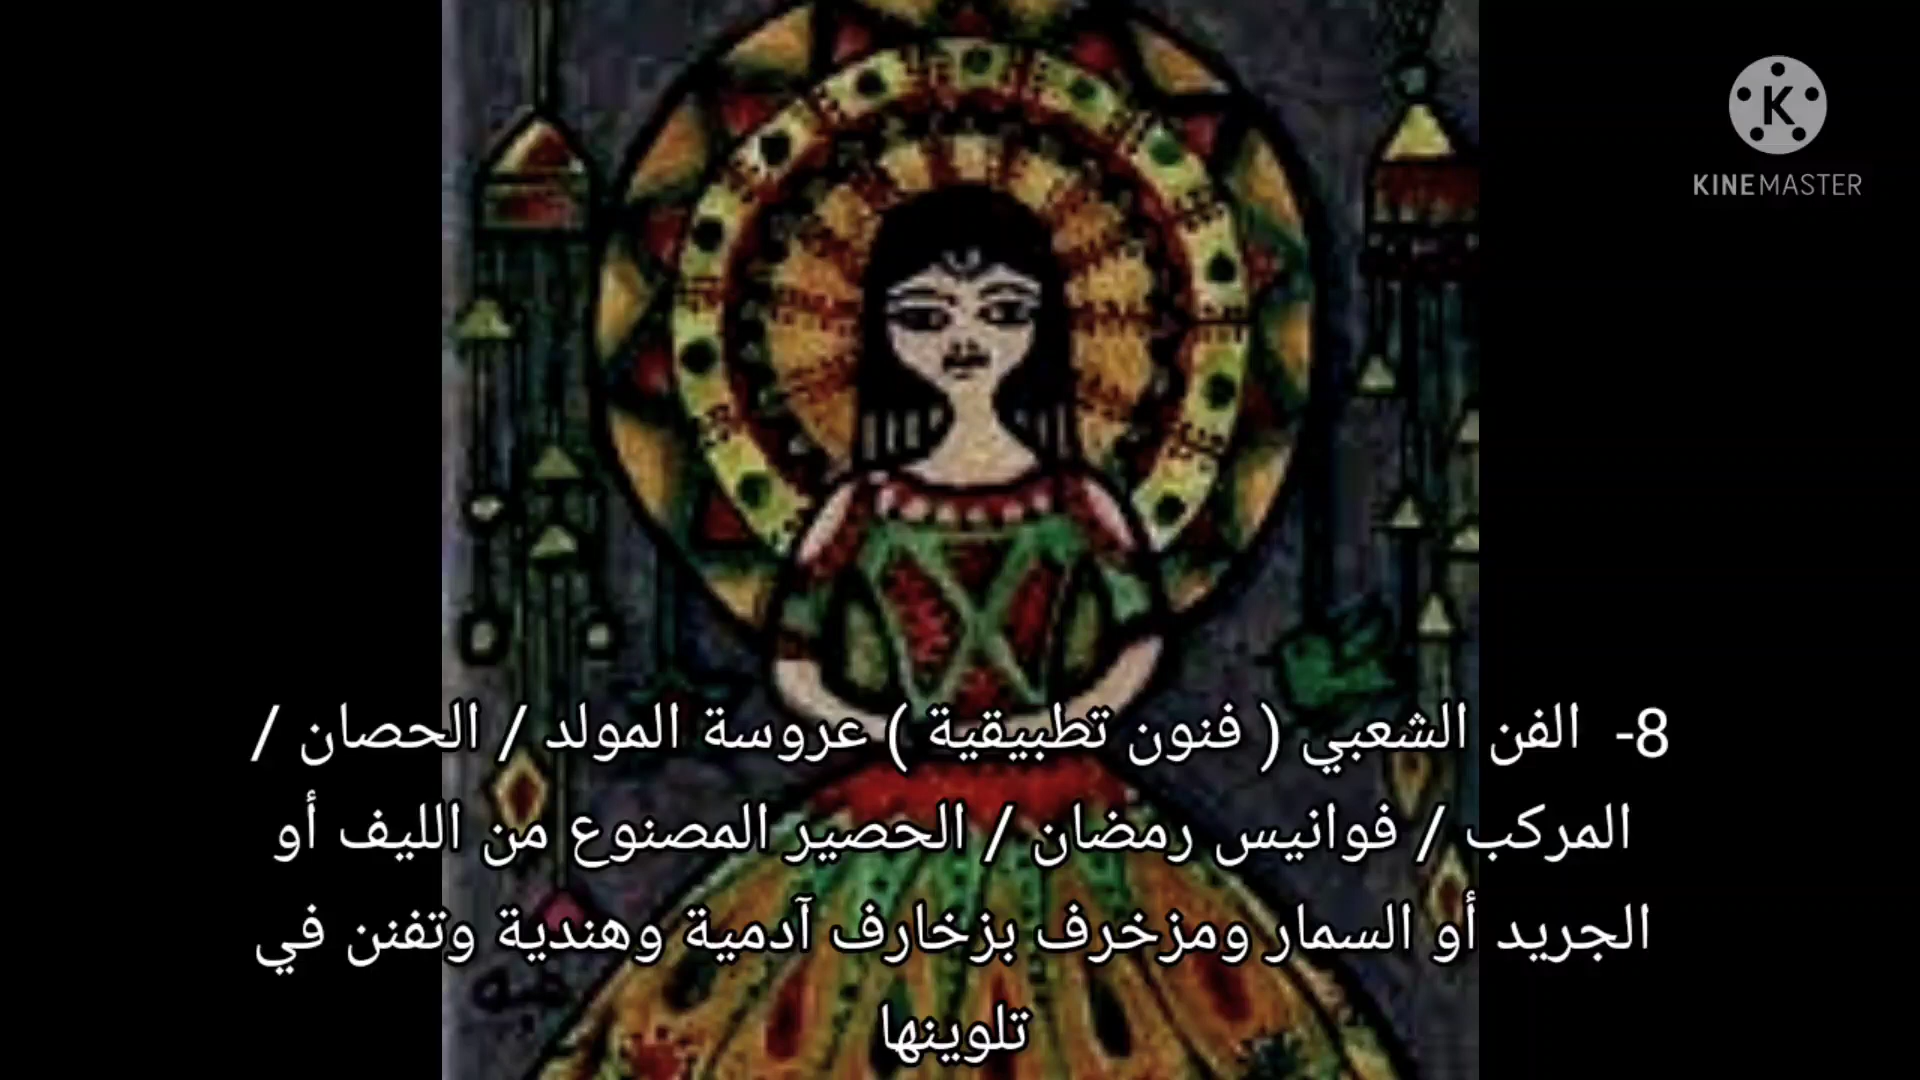 KINEMASTER
8- الفن الشعبي ( فنون تطبيقية ) عروسة المولد / الحصان /
المركب / فوانيس رمضان / الحصير المصنوع من الليف أو
الجريد أو السمار ومزخرف بزخارف آدمية وهندية وتفنن في
تلوينها